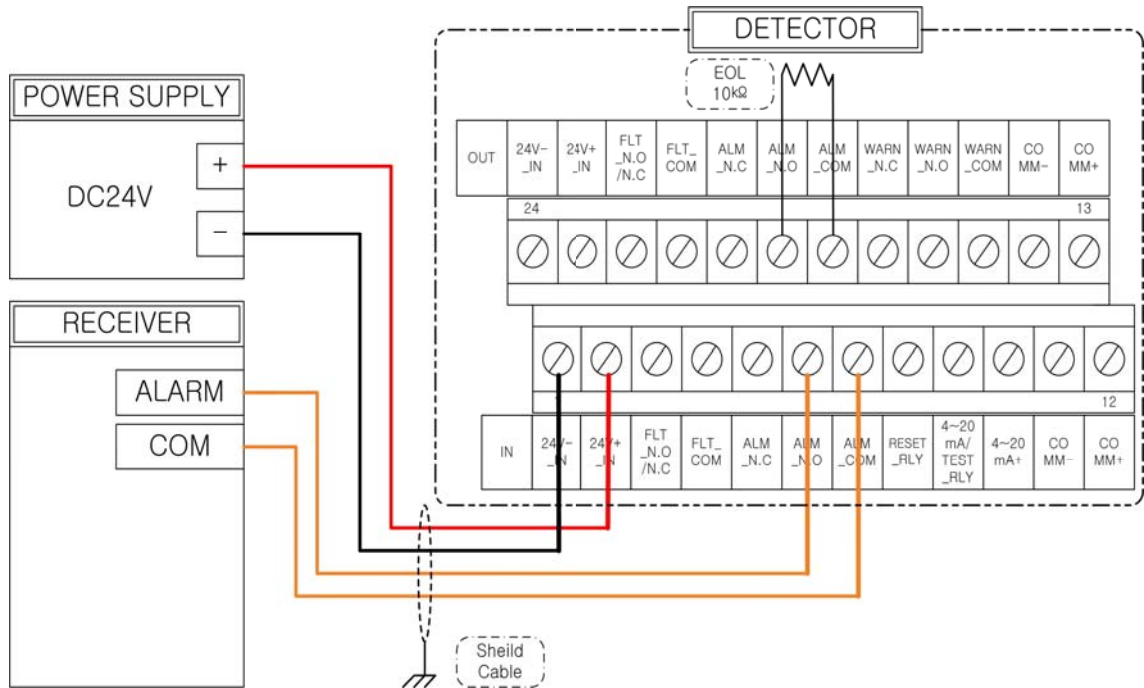 DETECTOR
EOL
10kΩ
POWER SUPPLY
+
DC24V
−
OUT
24V-
_IN
24V+
_IN
FLT
_N.O
/N.C
FLT_
COM
ALM
_N.C
ALM
_N.O
ALM
_COM
WARN
_N.C
WARN
_N.O
WARN
_COM
CO
MM-
CO
MM+
24
13
RECEIVER
ALARM
COM
12
IN
24V-
_IN
24V+
_IN
FLT
_N.O
/N.C
FLT_
COM
ALM
_N.C
ALM
_N.O
ALM
_COM
RESET
_RLY
4~20
mA/
TEST
_RLY
4~20
mA+
CO
MM-
CO
MM+
Sheild
Cable